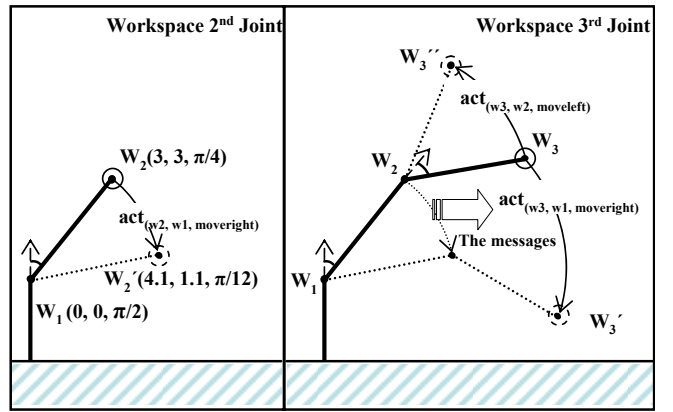 Workspace 2nd Joint
W2(3, 3, π/4)
act(w2, w1, moveright)
W2´(4.1, 1.1, π/12)
W1 (0, 0, π/2)
Workspace 3rd Joint
W3´´
act(w3, w2, moveleft)
W3
W2
act(w3, w1, moveright)
The messages
W1
W3´